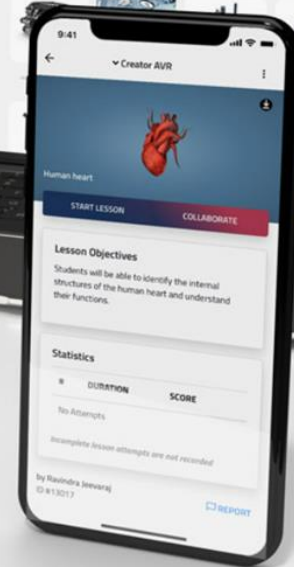 9:41
Creator AVR
Human heart
START LESSON COLLABORATE
Lesson Objectives
Students will be able to identify the internal
structures of the human heart and understand
their functions.
Statistics
# DURATION SCORE
No Attempts
Incomplete lesson attempts are not recorded
by Ravindra Jeevaraj
ID #13017
REPORT